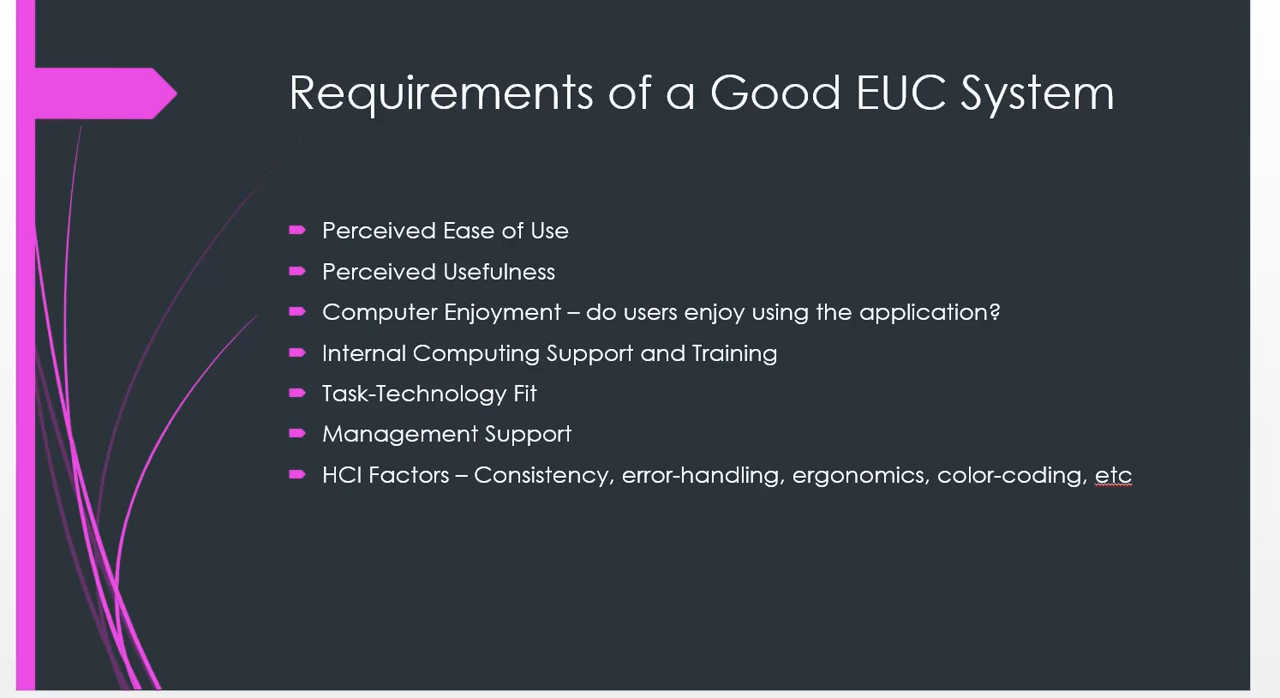 Requirements of a Good EUC System
Perceived Ease of Use
Perceived Usefulness
Computer Enjoyment – do users enjoy using the application?
Internal Computing Support and Training
Task-Technology Fit
Management Support
HCI Factors – Consistency, error-handling, ergonomics, color-coding, etc